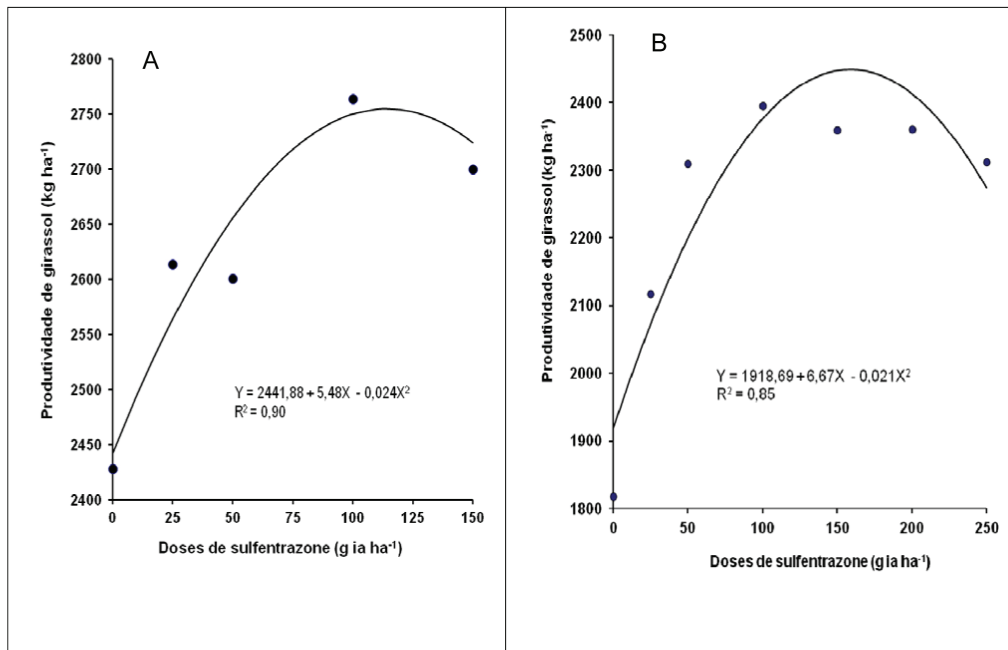 A
Produtividade de girassol (kg ha⁻¹)
2800
2750
2700
2650
2600
2550
2500
2450
2400
Y = 2441,88 + 5,48X - 0,024X²
R² = 0,90
0 25 50 75 100 125 150
Doses de sulfentrazone (g ia ha⁻¹)
B
Produtividade de girassol (kg ha⁻¹)
2500
2400
2300
2200
2100
2000
1900
1800
Y = 1918,69 + 6,67X - 0,021X²
R² = 0,85
0 50 100 150 200 250
Doses de sulfentrazone (g ia ha⁻¹)